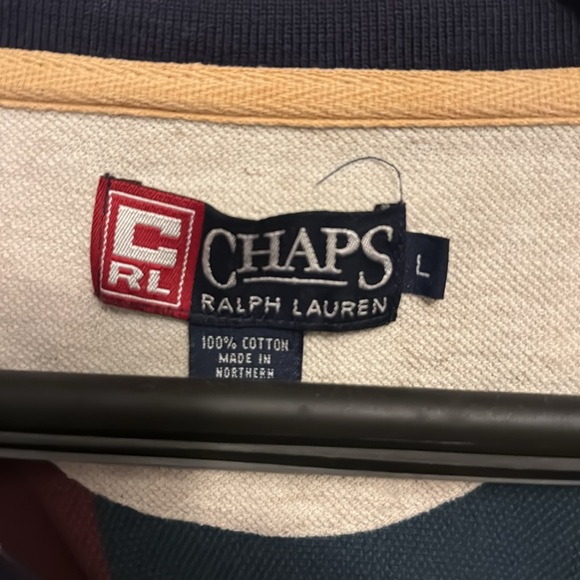 C
RL
CHAPS
RALPH LAUREN
L
100% COTTON
MADE IN
NORTHERN